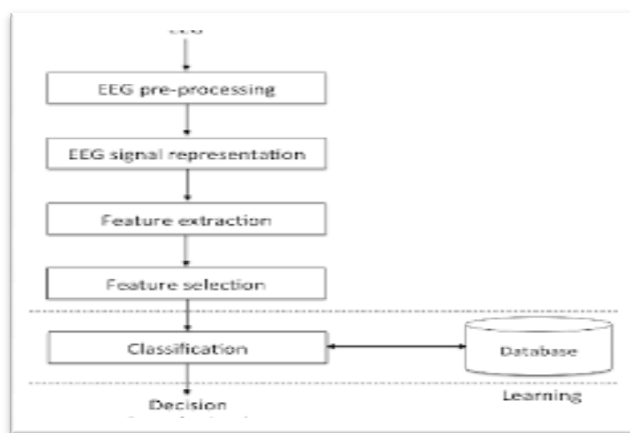 EEG pre-processing
EEG signal representation
Feature extraction
Feature selection
Classification
Database
Learning
Decision